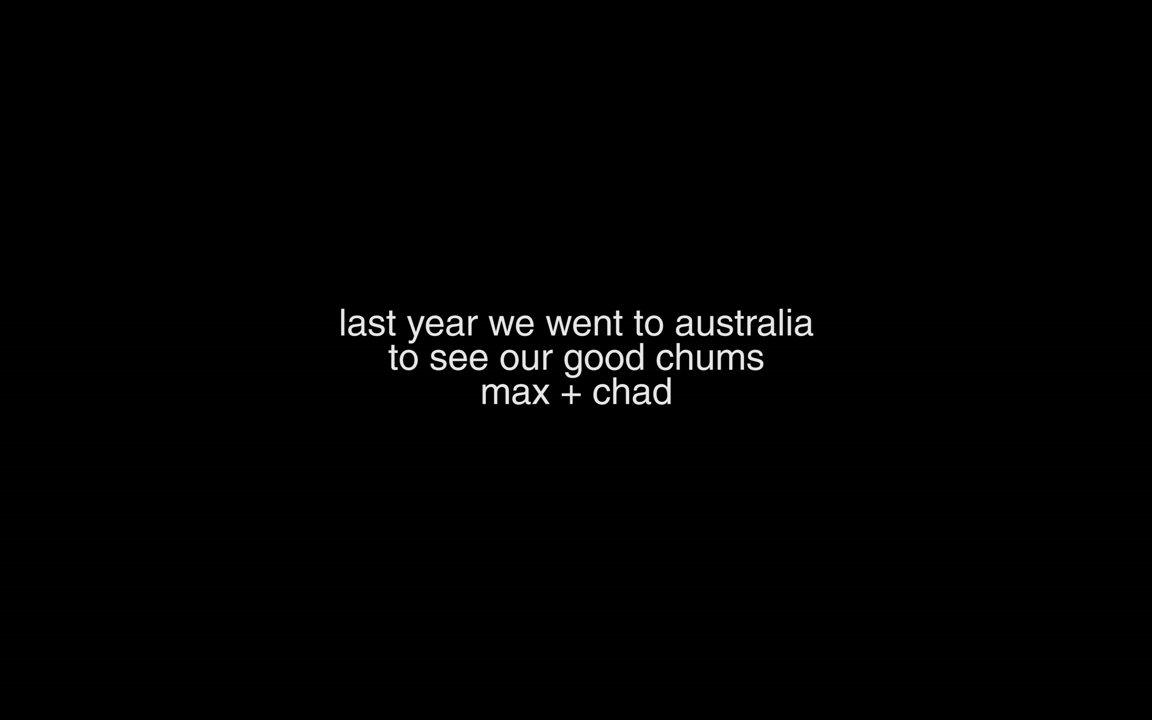 last year we went to australia
to see our good chums
max + chad